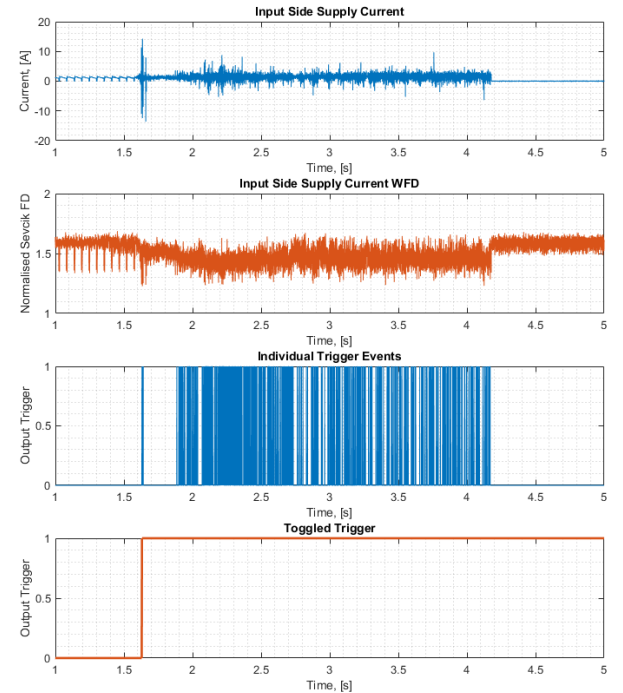 Input Side Supply Current
20
10
0
-10
-20
Current, [A]
1 1.5 2 2.5 3 3.5 4 4.5 5
Time, [s]
Input Side Supply Current WFD
2
1.5
1
Normalised Sevcik FD
1 1.5 2 2.5 3 3.5 4 4.5 5
Time, [s]
Individual Trigger Events
1
0.5
0
Output Trigger
1 1.5 2 2.5 3 3.5 4 4.5 5
Time, [s]
Toggled Trigger
1
0.5
0
Output Trigger
1 1.5 2 2.5 3 3.5 4 4.5 5
Time, [s]